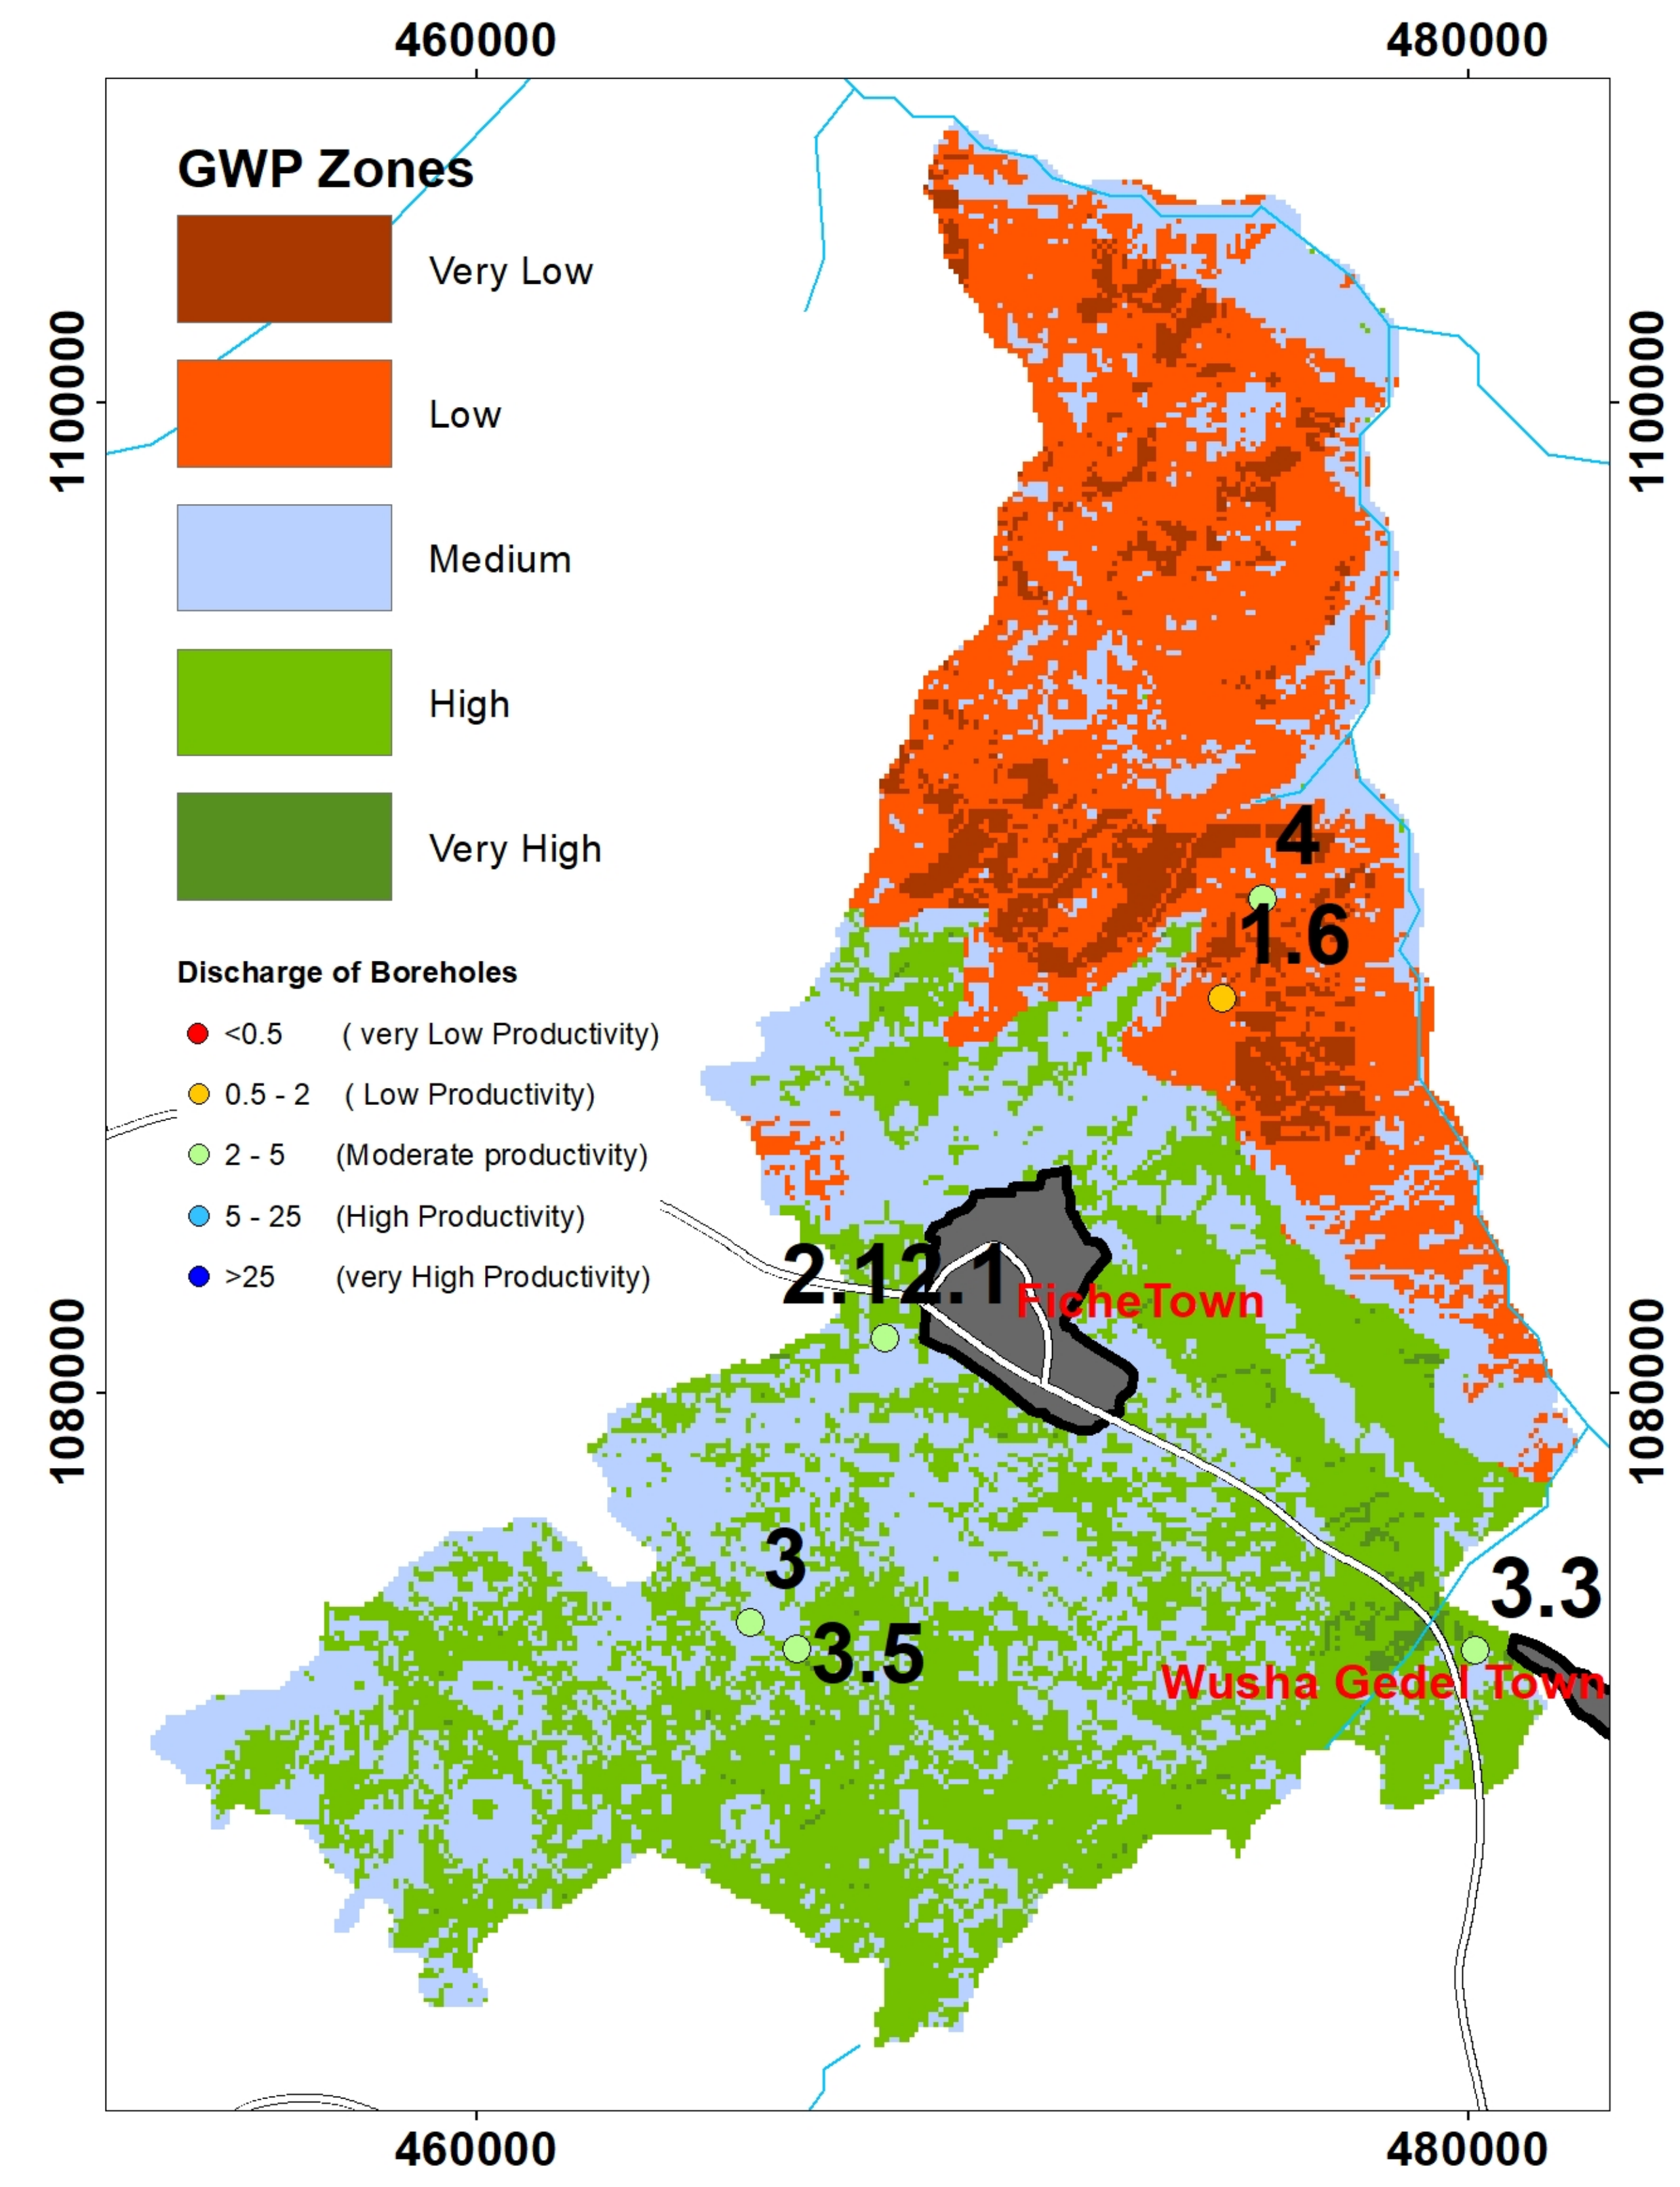 460000 480000
GWP Zones
Very Low
Low
Medium
High
Very High
Discharge of Boreholes
<0.5 ( very Low Productivity)
0.5 - 2 ( Low Productivity)
2 - 5 (Moderate productivity)
5 - 25 (High Productivity)
>25 (very High Productivity)
1100000
1080000
1100000
1080000
4
1.6
2.12.1
FicheTown
3
3.5
3.3
Wusha Gedel Town
460000 480000